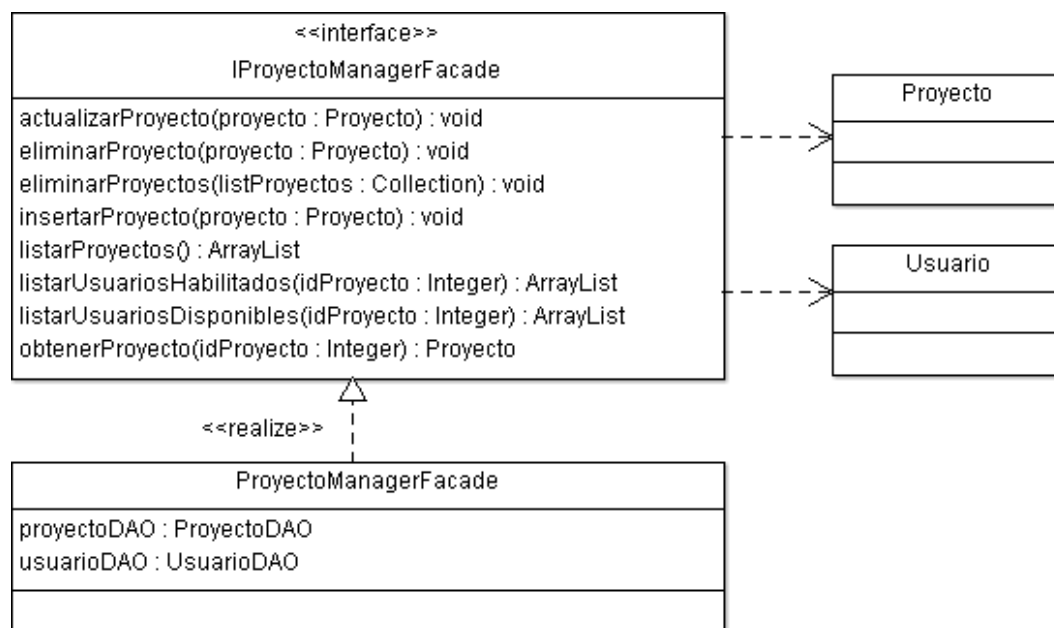 <<interface>>
IProyectoManagerFacade
actualizarProyecto(proyecto : Proyecto) : void
eliminarProyecto(proyecto : Proyecto) : void
eliminarProyectos(listProyectos : Collection) : void
insertarProyecto(proyecto : Proyecto) : void
listarProyectos() : ArrayList
listarUsuariosHabilitados(idProyecto : Integer) : ArrayList
listarUsuariosDisponibles(idProyecto : Integer) : ArrayList
obtenerProyecto(idProyecto : Integer) : Proyecto
Proyecto
Usuario
<<realize>>
ProyectoManagerFacade
proyectoDAO : ProyectoDAO
usuarioDAO : UsuarioDAO